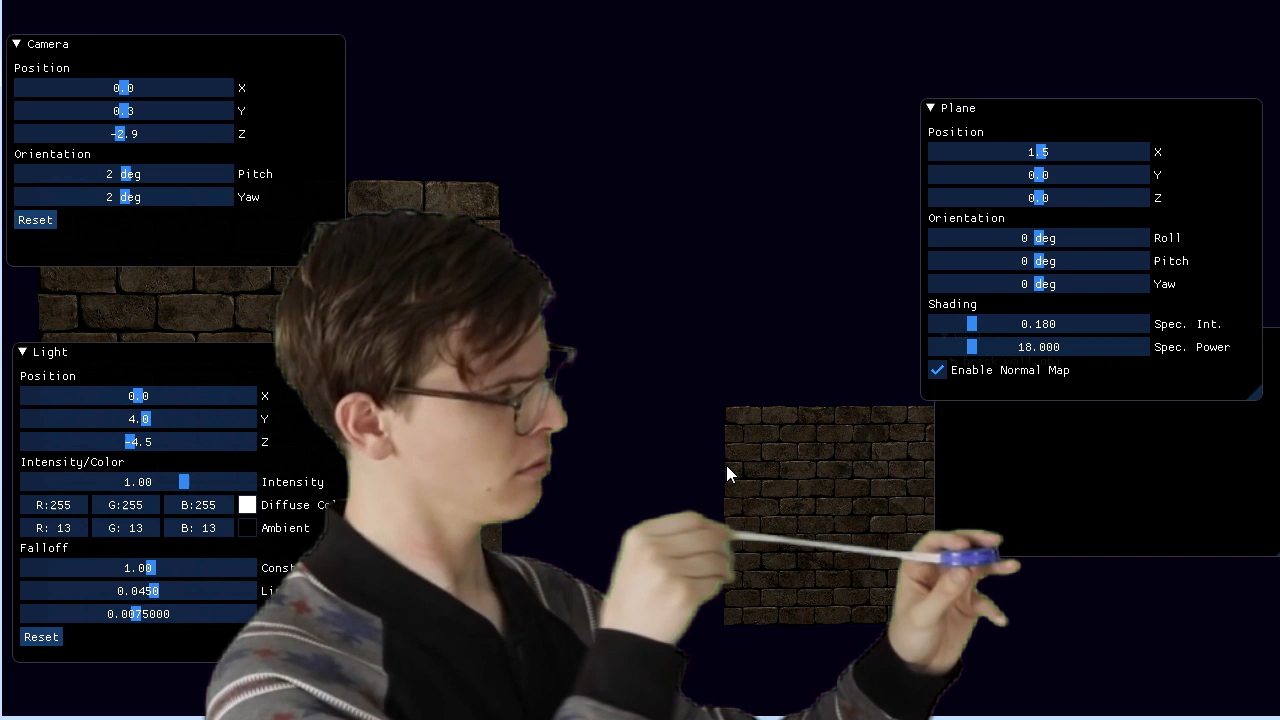 Camera
Position
0.0 X
0.3 Y
-2.9 Z
Orientation
2 deg Pitch
2 deg Yaw
Reset
Light
Position
0.0 X
4.0 Y
-4.5 Z
Intensity/Color
1.00 Intensity
R:255 G:255 B:255 Diffuse
R: 13 G: 13 B: 13 Ambient
Falloff
1.00
0.0450
0.0075000
Reset
Plane
Position
1.5 X
0.0 Y
0.0 Z
Orientation
0 deg Roll
0 deg Pitch
0 deg Yaw
Shading
0.180 Spec. Int.
18.000 Spec. Power
Enable Normal Map